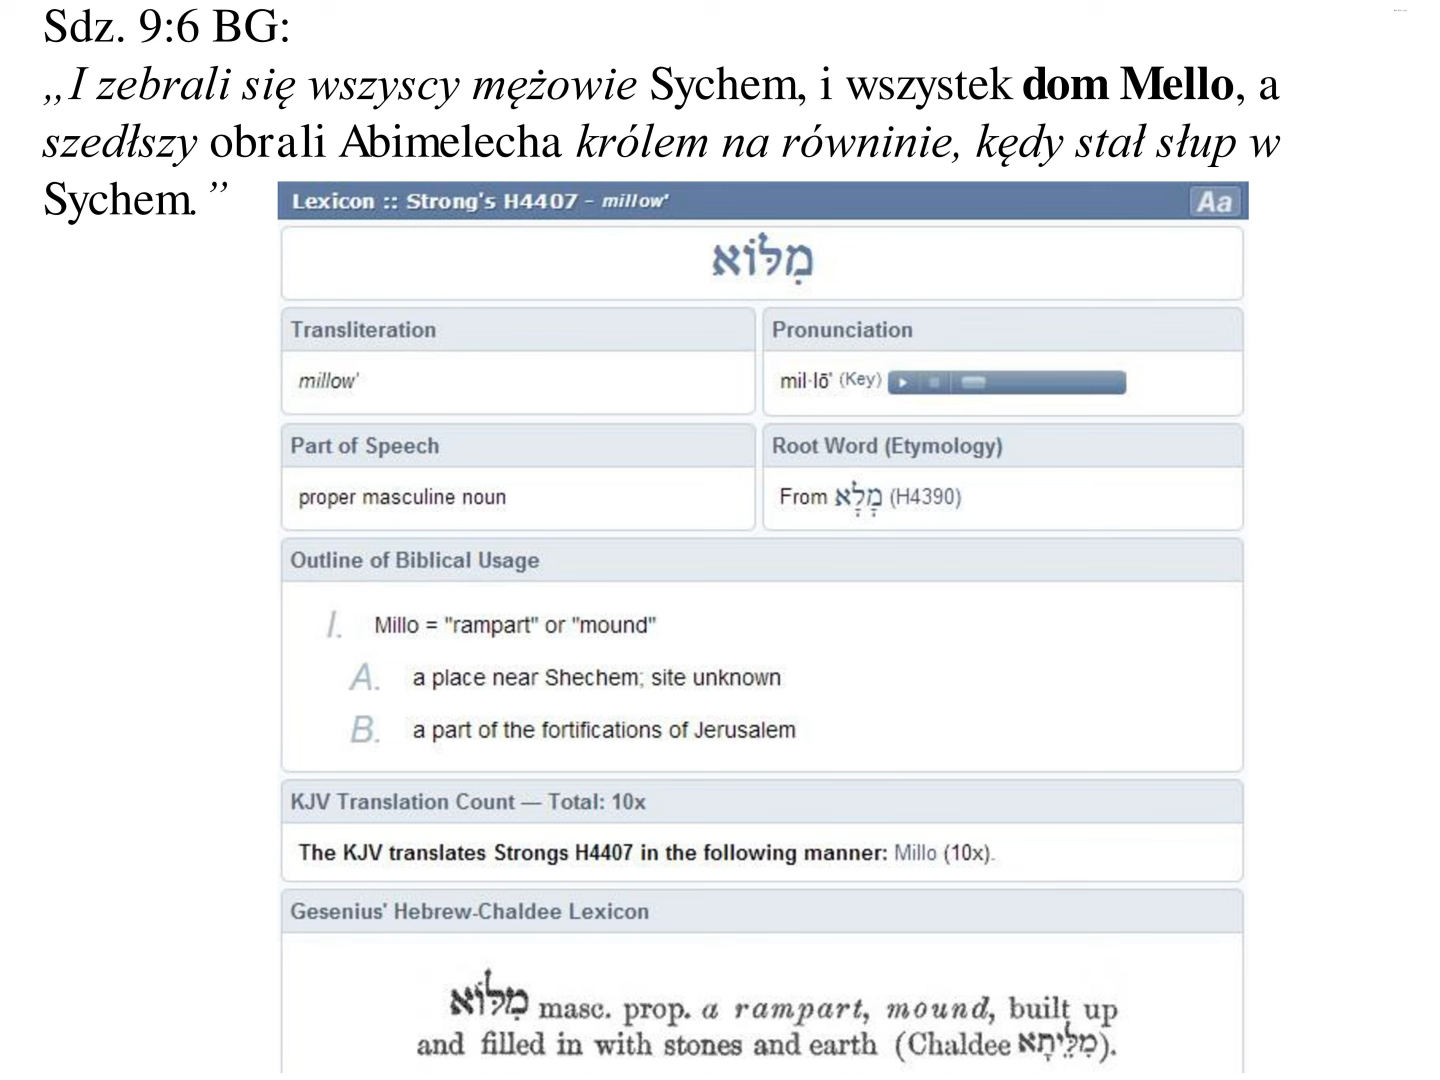 Sdz. 9:6 BG:
„I zebrali się wszyscy mężowie Sychem, i wszystek dom Mello, a
szedłszy obrali Abimelecha królem na równinie, kędy stał słup w
Sychem.”
Lexicon :: Strong's H4407 - millow' Aa
מִלּוֹא
Transliteration Pronunciation
millow' mil·lō' (Key)
Part of Speech Root Word (Etymology)
proper masculine noun From מָלָא (H4390)
Outline of Biblical Usage
I. Millo = "rampart" or "mound"
A. a place near Shechem; site unknown
B. a part of the fortifications of Jerusalem
KJV Translation Count — Total: 10x
The KJV translates Strongs H4407 in the following manner: Millo (10x).
Gesenius' Hebrew-Chaldee Lexicon
מִלּוֹא masc. prop. a rampart, mound, built up
and filled in with stones and earth (Chaldee מִלֵּיתָא).